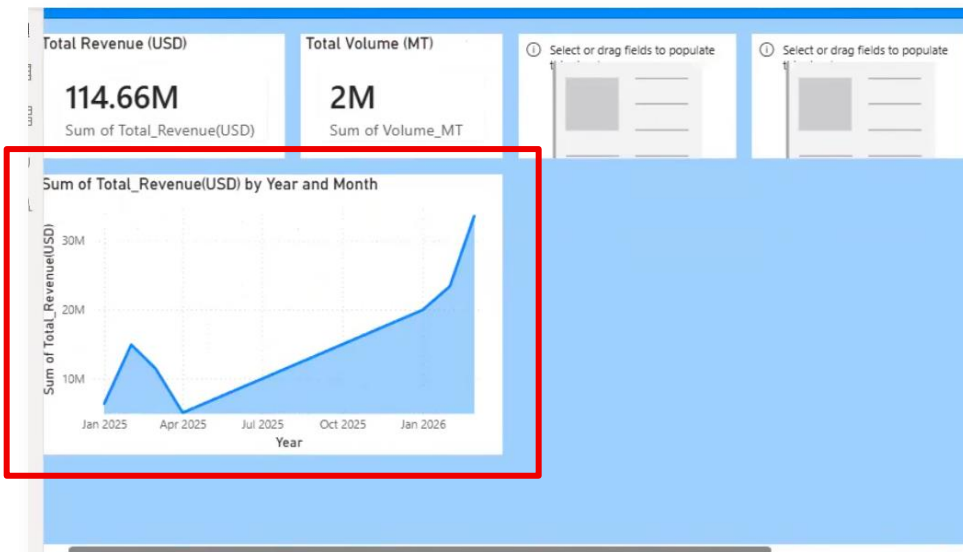 Total Revenue (USD)
114.66M
Sum of Total_Revenue(USD)
Total Volume (MT)
2M
Sum of Volume_MT
Select or drag fields to populate
Select or drag fields to populate
Sum of Total_Revenue(USD) by Year and Month
Sum of Total_Revenue(USD)
30M
20M
10M
Jan 2025 Apr 2025 Jul 2025 Oct 2025 Jan 2026
Year